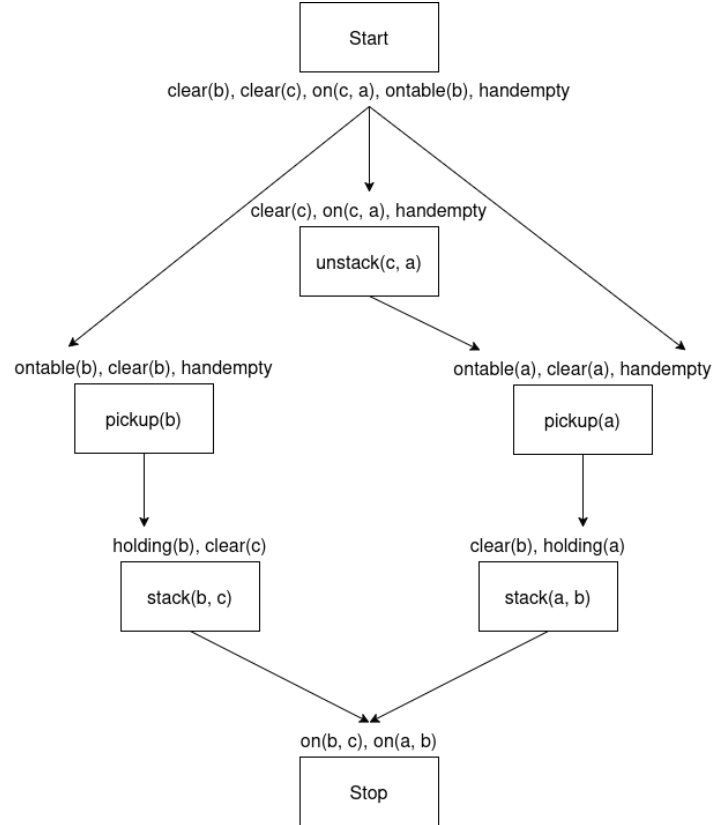 Start
clear(b), clear(c), on(c, a), ontable(b), handempty
clear(c), on(c, a), handempty
unstack(c, a)
ontable(b), clear(b), handempty
ontable(a), clear(a), handempty
pickup(b)
pickup(a)
holding(b), clear(c)
clear(b), holding(a)
stack(b, c)
stack(a, b)
on(b, c), on(a, b)
Stop